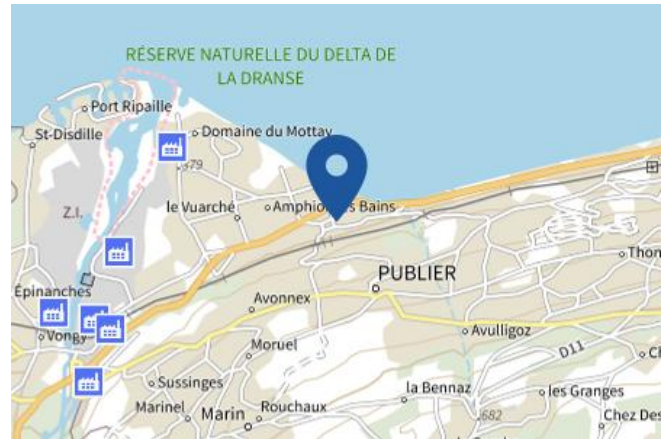 RÉSERVE NATURELLE DU DELTA DE
LA DRANSE
Port Ripaille
St-Disdille
Domaine du Mottay
379
Z.I.
le Vuarché
Amphion les Bains
Thon
PUBLIER
Épinanches
Avonnex
Vongy
Avulligoz
Moruel
D11
Sussinges
la Bennaz
les Granges
Marinel
Marin
Rouchaux
682
Chez Des